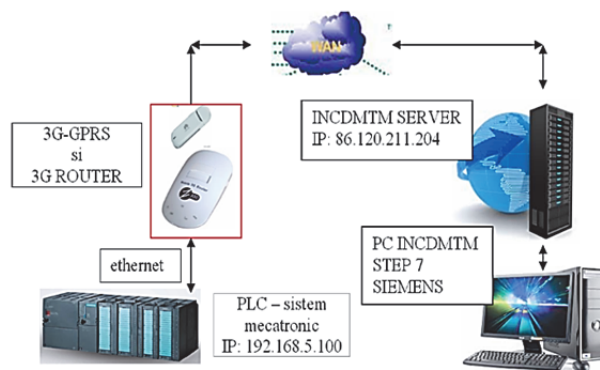 WAN
3G-GPRS
si
3G ROUTER
INCDMTM SERVER
IP: 86.120.211.204
ethernet
PC INCDMTM
STEP 7
SIEMENS
PLC – sistem
mecatronic
IP: 192.168.5.100